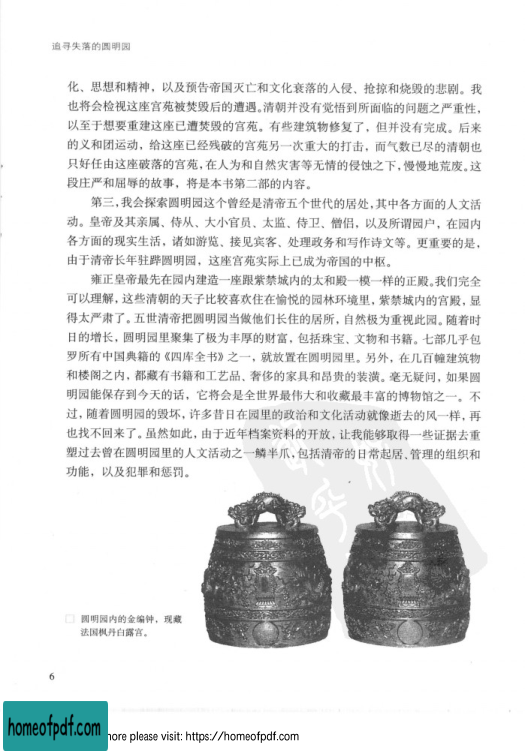 追寻失落的圆明园
化、思想和精神，以及预告帝国灭亡和文化衰落的入侵、抢掠和烧毁的悲剧。我
也将会检视这座宫苑被焚毁后的遭遇。清朝并没有觉悟到所面临的问题之严重性，
以至于想要重建这座已遭焚毁的宫苑。有些建筑物修复了，但并没有完成。后来
的义和团运动，给这座已经残破的宫苑另一次重大的打击，而气数已尽的清朝也
只好任由这座破落的宫苑，在人为和自然灾害等无情的侵蚀之下，慢慢地荒废。这
段庄严和屈辱的故事，将是本书第二部的内容。
第三，我会探索圆明园这个曾经是清帝五个世代的居处，其中各方面的人文活
动。皇帝及其亲属、侍从、大小官员、太监、侍卫、僧侣，以及所谓园户，在园内
各方面的现实生活，诸如游览、接见宾客、处理政务和写作诗文等。更重要的是，
由于清帝长年驻跸圆明园，这座宫苑实际上已成为帝国的中枢。
雍正皇帝最先在园内建造一座跟紫禁城内的太和殿一模一样的正殿。我们完全
可以理解，这些清朝的天子比较喜欢住在愉悦的园林环境里，紫禁城内的宫殿，显
得太严肃了。五世清帝把圆明园当做他们长住的居所，自然极为重视此园。随着时
日的增长，圆明园里聚集了极为丰厚的财富，包括珠宝、文物和书籍。七部几乎包
罗所有中国典籍的《四库全书》之一，就放置在圆明园里。另外，在几百幢建筑物
和楼阁之内，都藏有书籍和工艺品、奢侈的家具和昂贵的装潢。毫无疑问，如果圆
明园能保存到今天的话，它将会是全世界最伟大和收藏最丰富的博物馆之一。不
过，随着圆明园的毁坏，许多昔日在园里的政治和文化活动就像逝去的风一样，再
也找不回来了。虽然如此，由于近年档案资料的开放，让我能够取得一些证据去重
塑过去曾在圆明园里的人文活动之一鳞半爪，包括清帝的日常起居、管理的组织和
功能，以及犯罪和惩罚。
圆明园内的金编钟，现藏
法国枫丹白露宫。
6
homeofpdf.com
ore please visit: https://homeofpdf.com